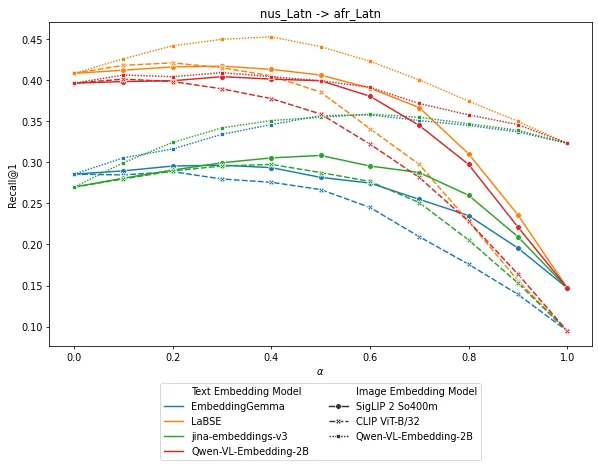 nus_Latn -> afr_Latn
Recall@1
0.45
0.40
0.35
0.30
0.25
0.20
0.15
0.10
0.0 0.2 0.4 0.6 0.8 1.0
α
Text Embedding Model Image Embedding Model
EmbeddingGemma SigLIP 2 So400m
LaBSE CLIP ViT-B/32
jina-embeddings-v3 Qwen-VL-Embedding-2B
Qwen-VL-Embedding-2B